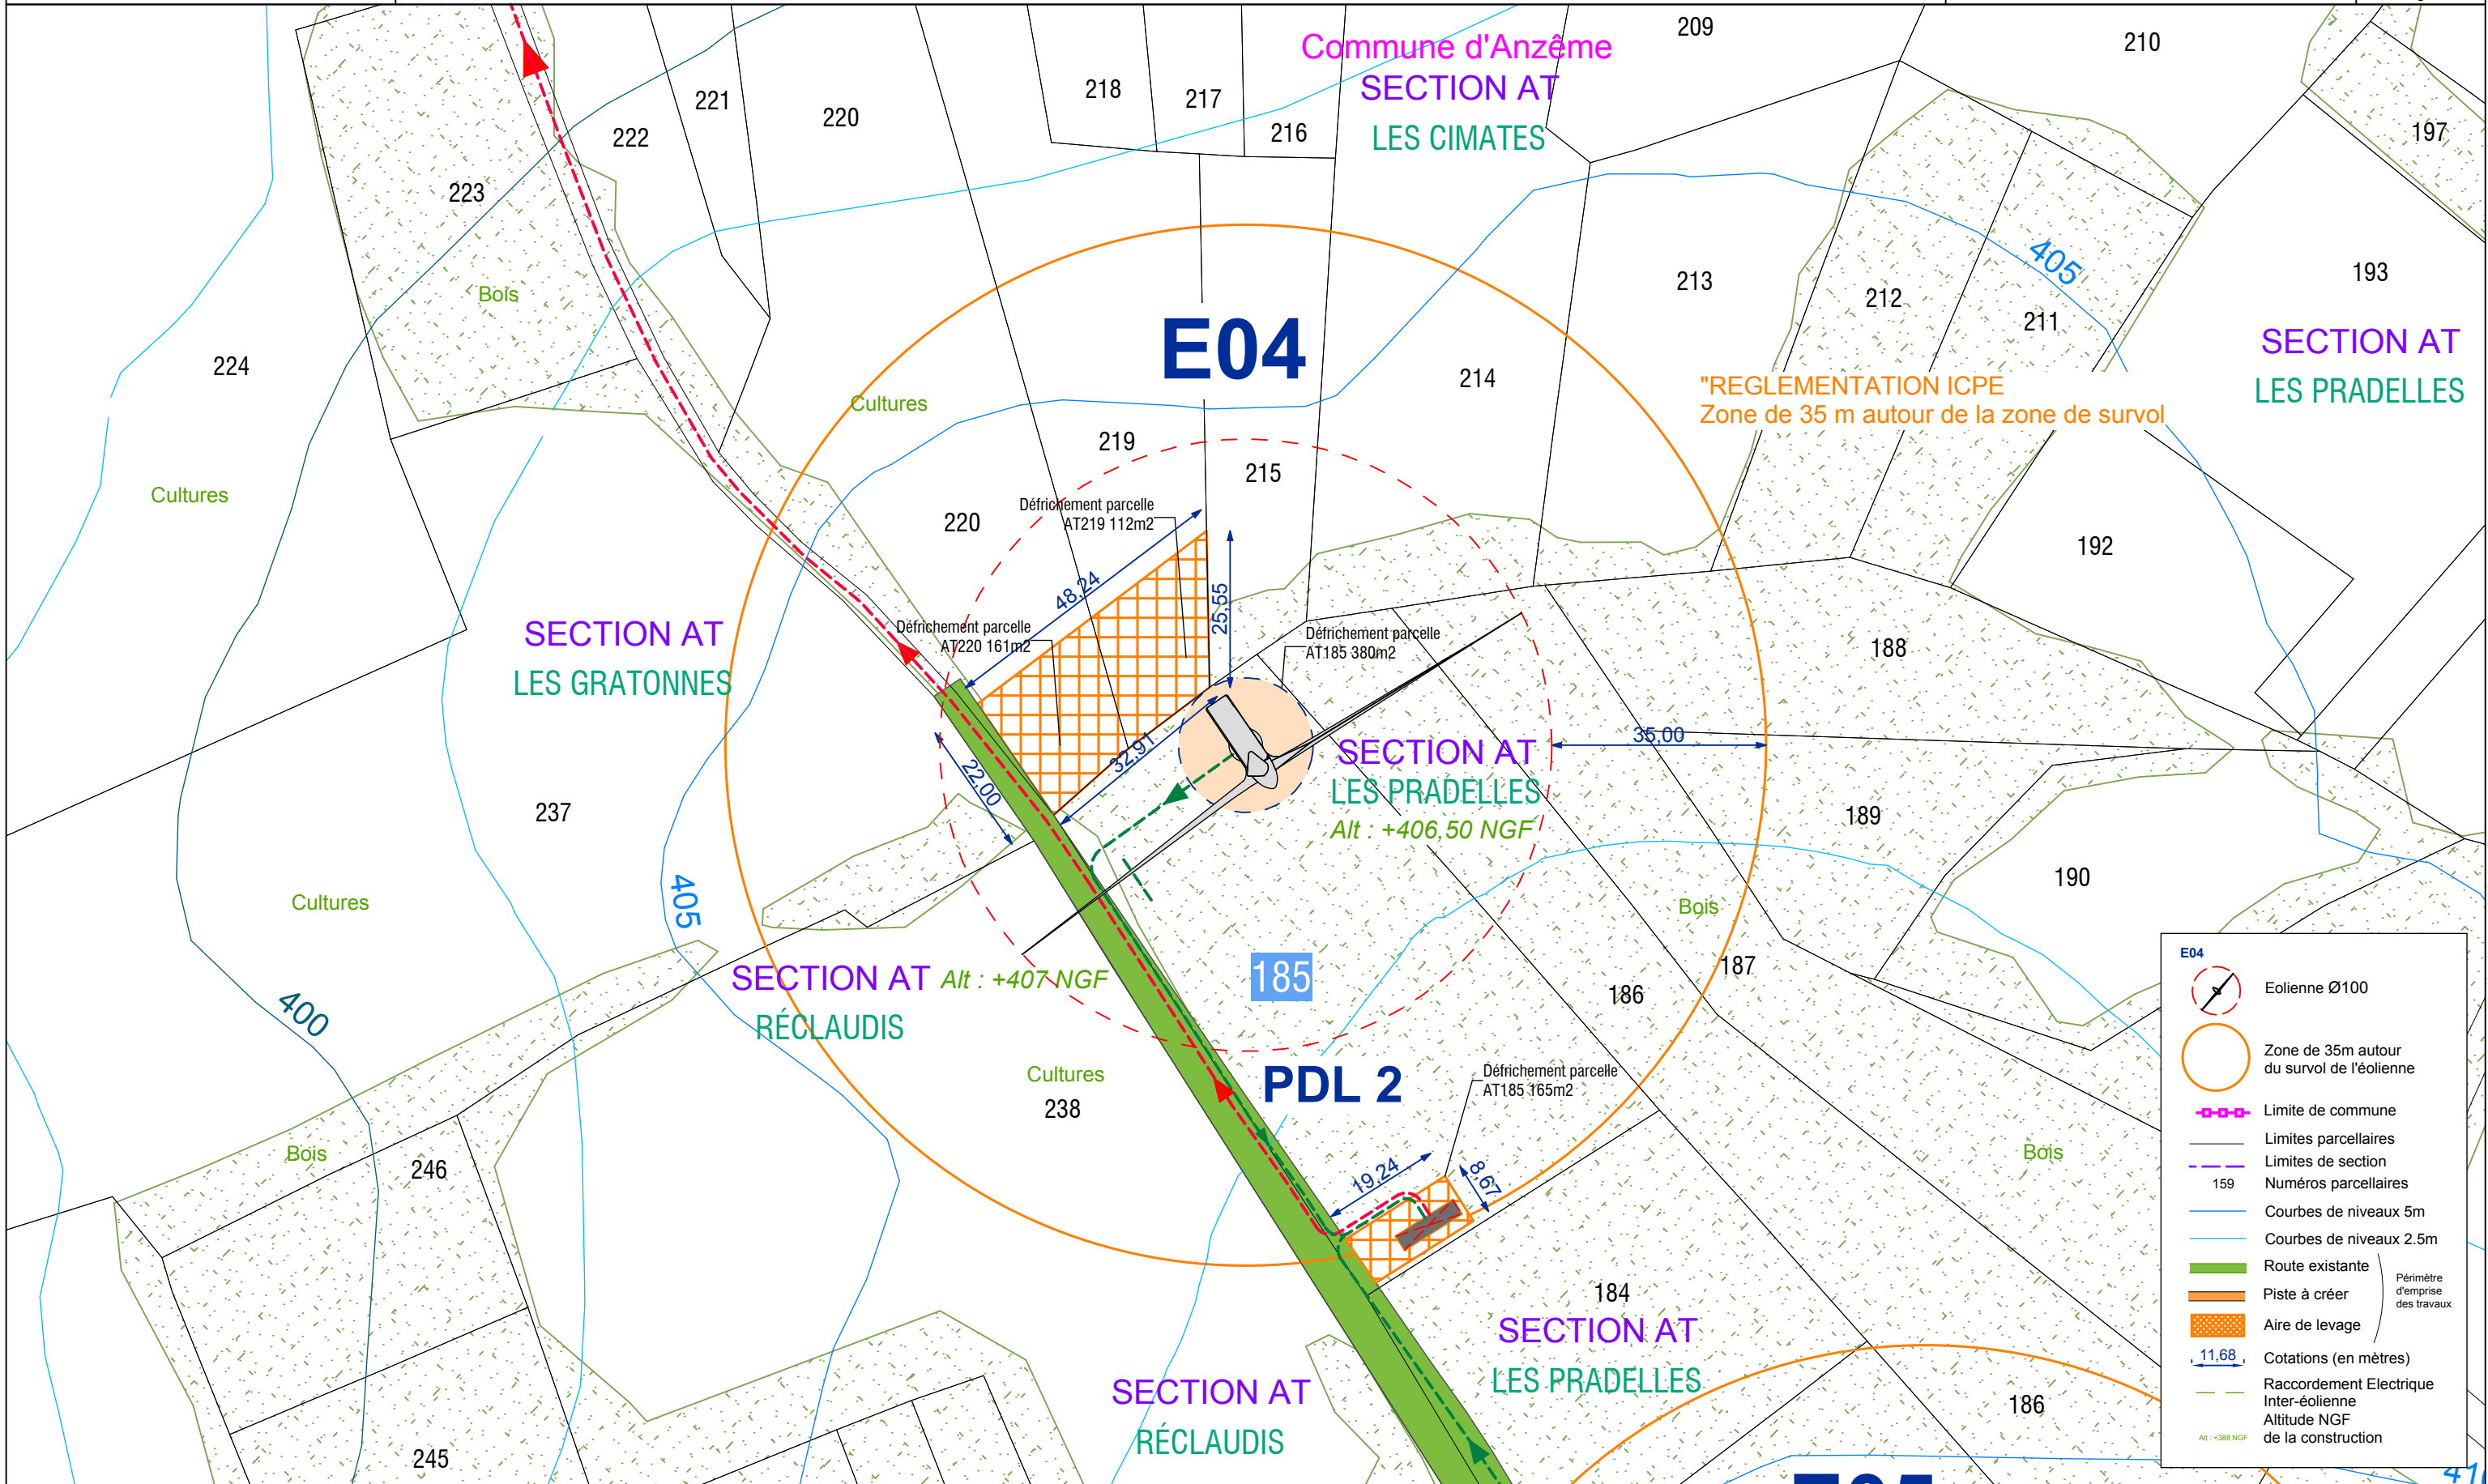 Commune d'Anzême
SECTION AT
LES CIMATES
209
210
218
217
216
221
220
222
223
197
Bois
224
Cultures
E04
213
212
211
405
193
SECTION AT
LES PRADELLES
214
"REGLEMENTATION ICPE
Zone de 35 m autour de la zone de survol
Cultures
219
215
220
Défrichement parcelle
AT219 112m2
48,24
25,55
192
SECTION AT
LES GRATONNES
Défrichement parcelle
AT220 161m2
Défrichement parcelle
AT185 380m2
188
32,91
22,00
SECTION AT
LES PRADELLES
Alt : +406,50 NGF
35,00
237
189
190
Cultures
405
Bois
187
186
185
SECTION AT
RÉCLAUDIS
Alt : +407 NGF
400
Cultures
238
PDL 2
Défrichement parcelle
AT185 165m2
19,24
8,67
Bois
246
Bois
184
SECTION AT
LES PRADELLES
SECTION AT
RÉCLAUDIS
245
186
E05
41
E04
Eolienne Ø100
Zone de 35m autour
du survol de l'éolienne
Limite de commune
Limites parcellaires
Limites de section
159 Numéros parcellaires
Courbes de niveaux 5m
Courbes de niveaux 2.5m
Route existante
Piste à créer
Aire de levage
Périmètre
d'emprise
des travaux
11,68 Cotations (en mètres)
Raccordement Electrique
Inter-éolienne
Altitude NGF
Alt : +388 NGF de la construction